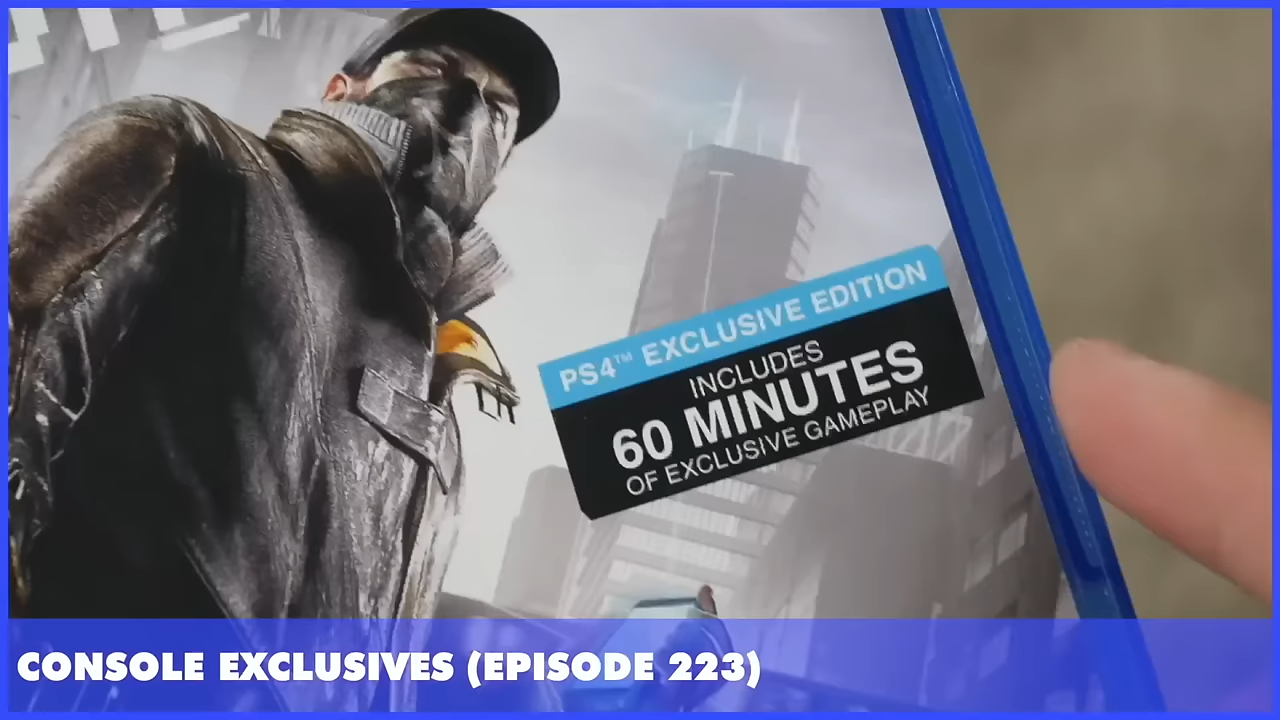 PS4™ EXCLUSIVE EDITION
INCLUDES
60 MINUTES
OF EXCLUSIVE GAMEPLAY
CONSOLE EXCLUSIVES (EPISODE 223)